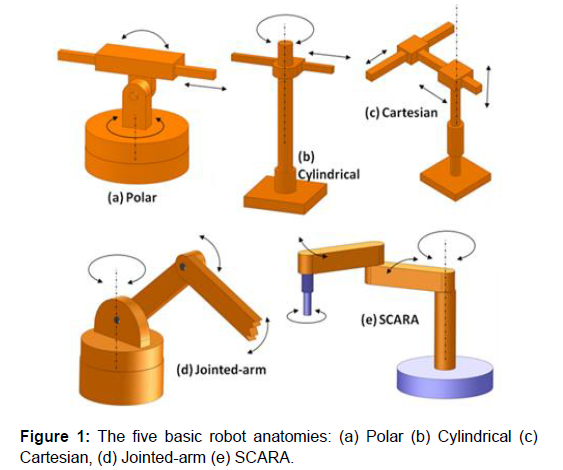 (a) Polar
(b)
Cylindrical
(c) Cartesian
(d) Jointed-arm
(e) SCARA
Figure 1: The five basic robot anatomies: (a) Polar (b) Cylindrical (c)
Cartesian, (d) Jointed-arm (e) SCARA.